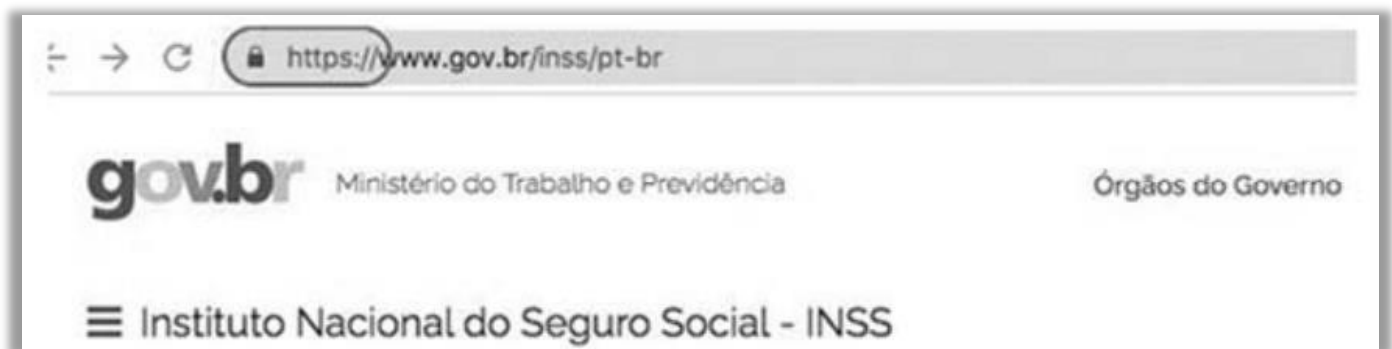 https://www.gov.br/inss/pt-br
gov.br Ministério do Trabalho e Previdência Órgãos do Governo
Instituto Nacional do Seguro Social - INSS